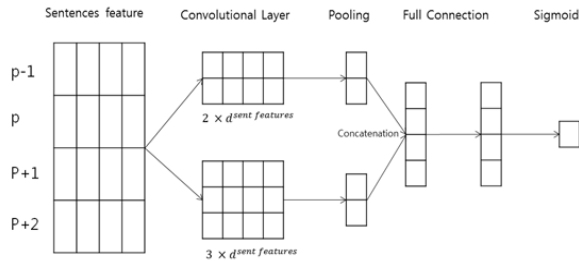 Sentences feature
Convolutional Layer
Pooling
Full Connection
Sigmoid
p-1
p
P+1
P+2
2 × d^sent features
Concatenation
3 × d^sent features